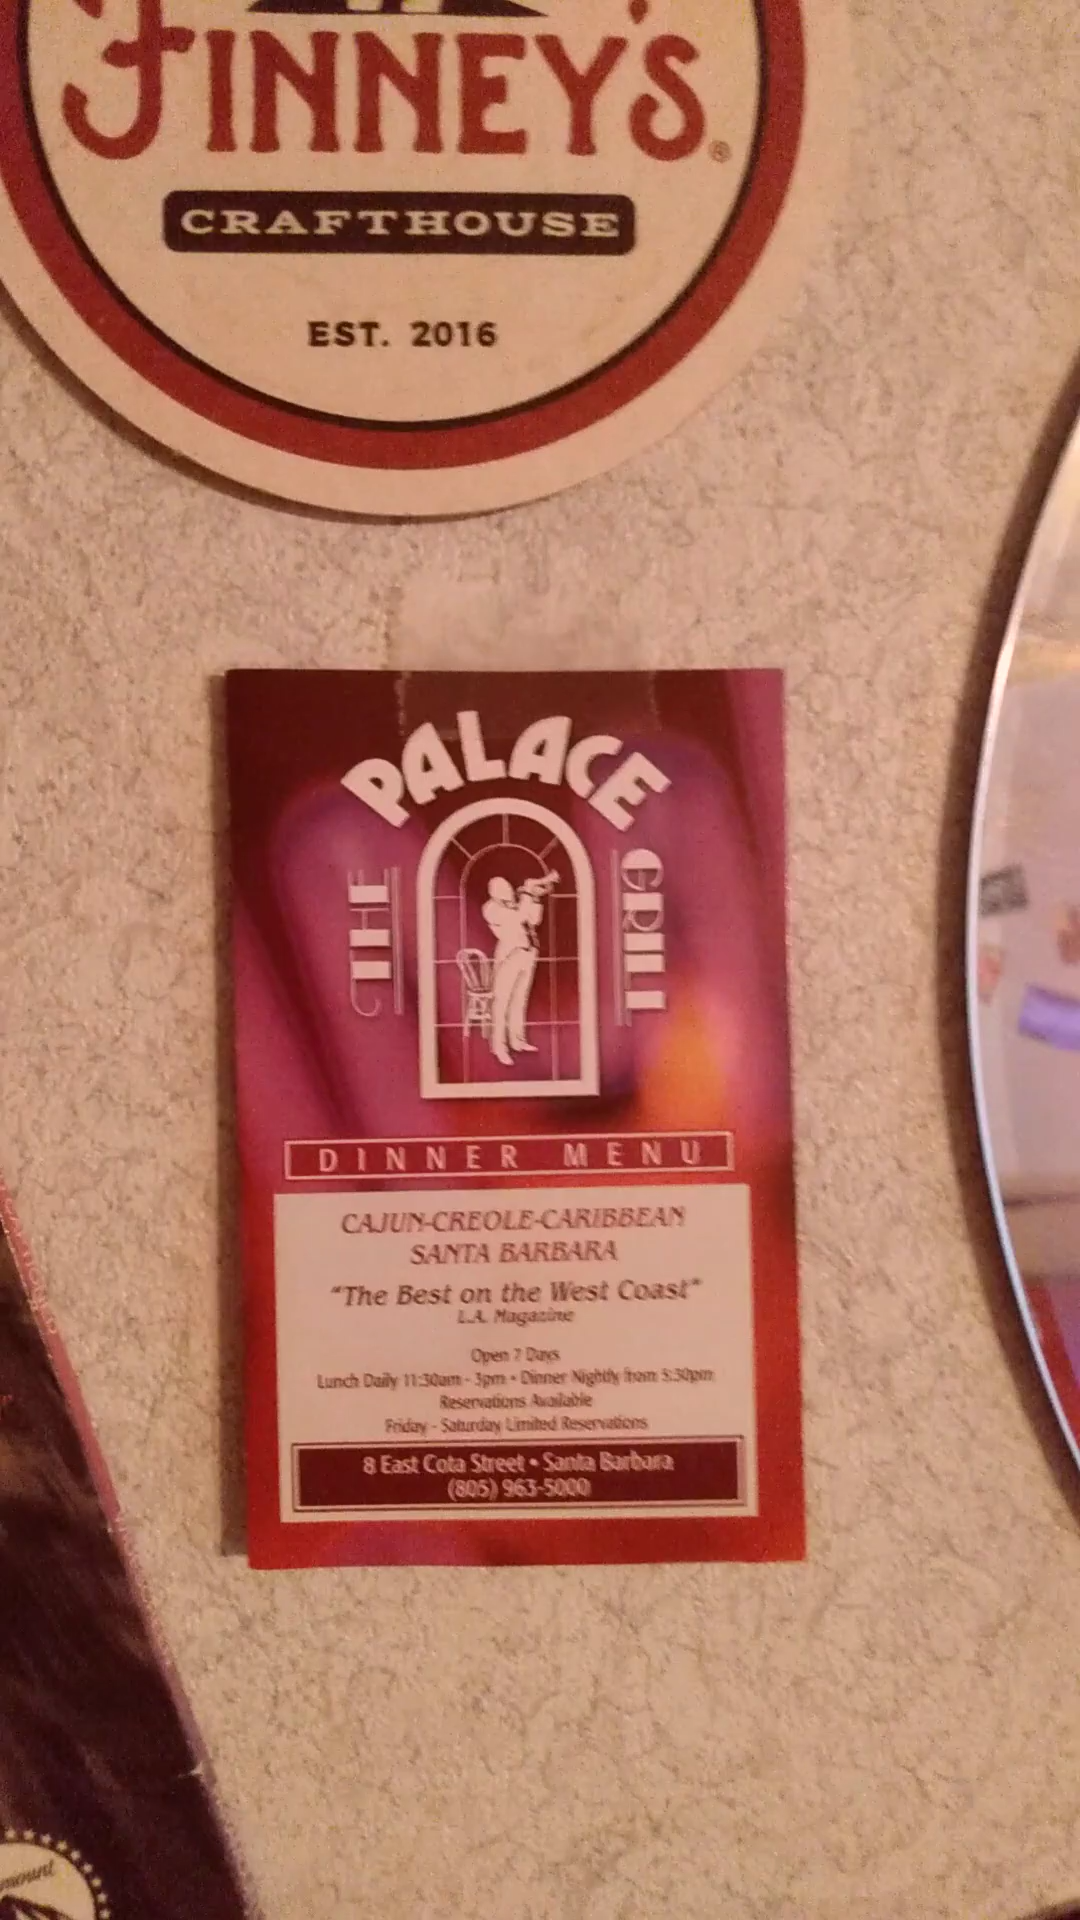 FINNEY'S®
CRAFTHOUSE
EST. 2016
THE PALACE GRILL
DINNER MENU
CAJUN-CREOLE-CARIBBEAN
SANTA BARBARA
"The Best on the West Coast"
L.A. Magazine
Open 7 Days
Lunch Daily 11:30am - 3pm • Dinner Nightly from 5:30pm
Reservations Available
Friday - Saturday Limited Reservations
8 East Cota Street • Santa Barbara
(805) 963-5000